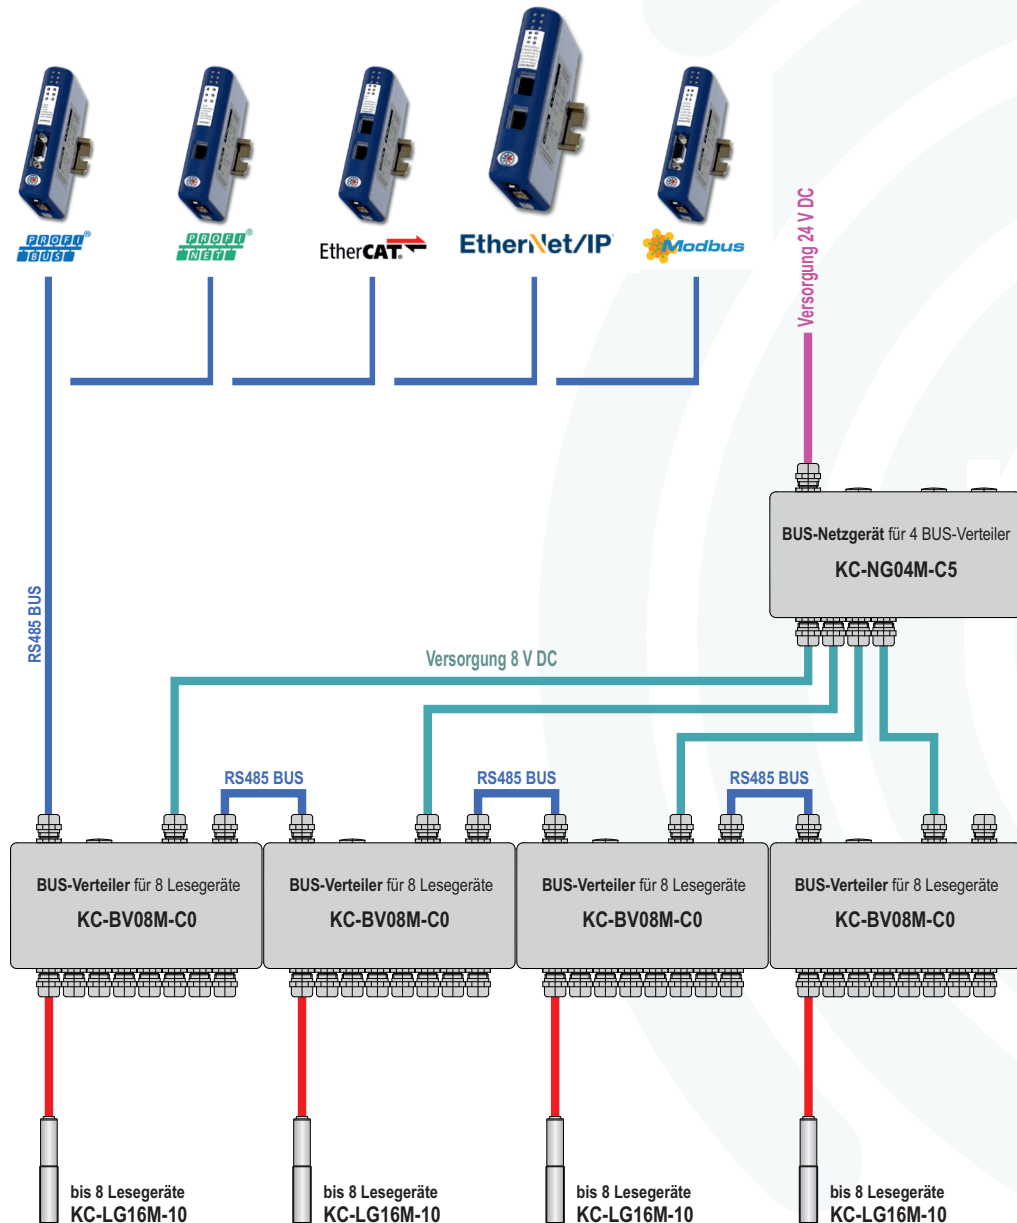 PROFI®
BUS
PROFI®
NET
EtherCAT®
EtherNet/IP
Modbus
Versorgung 24 V DC
BUS-Netzgerät für 4 BUS-Verteiler
KC-NG04M-C5
RS485 BUS
Versorgung 8 V DC
RS485 BUS
RS485 BUS
RS485 BUS
BUS-Verteiler für 8 Lesegeräte
KC-BV08M-C0
BUS-Verteiler für 8 Lesegeräte
KC-BV08M-C0
BUS-Verteiler für 8 Lesegeräte
KC-BV08M-C0
BUS-Verteiler für 8 Lesegeräte
KC-BV08M-C0
bis 8 Lesegeräte
KC-LG16M-10
bis 8 Lesegeräte
KC-LG16M-10
bis 8 Lesegeräte
KC-LG16M-10
bis 8 Lesegeräte
KC-LG16M-10